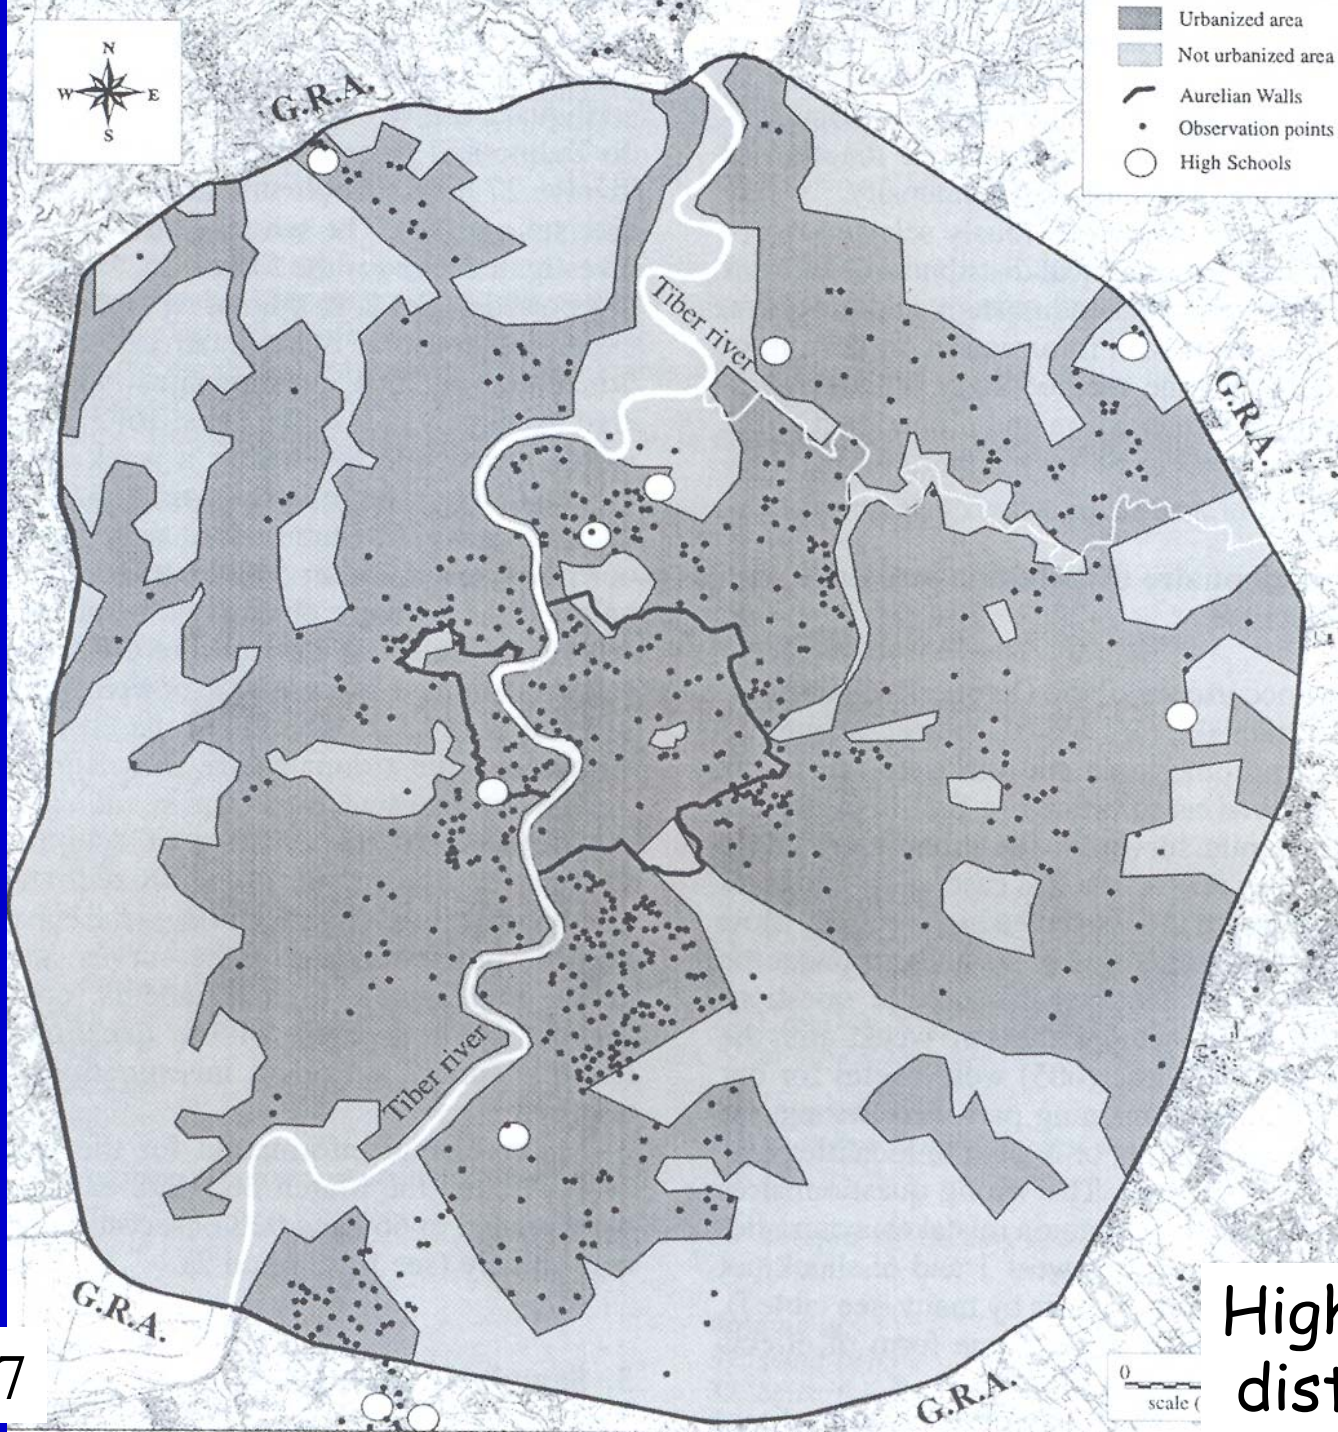 Urbanized area
Not urbanized area
Aurelian Walls
Observation points
High Schools
N
W E
S
G.R.A.
Tiber river
G.R.A.
Tiber river
G.R.A.
G.R.A.
0
scale (
7
High
dist